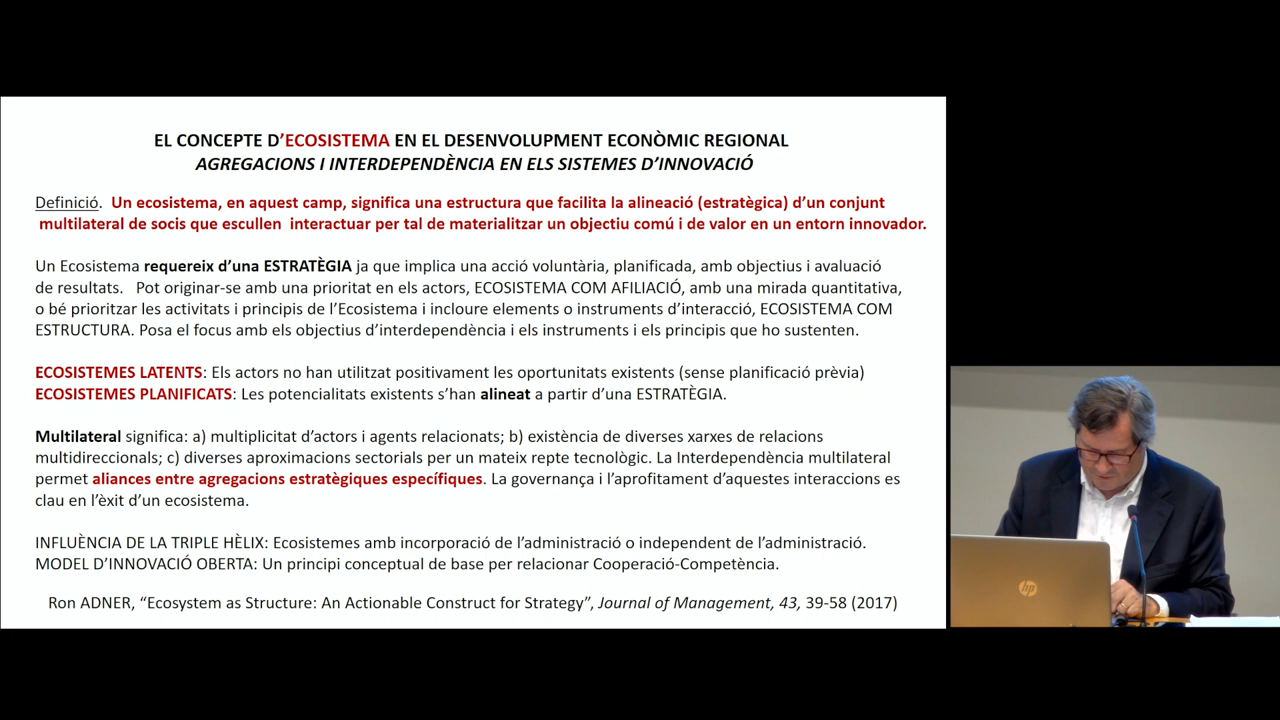 EL CONCEPTE D'ECOSISTEMA EN EL DESENVOLUPMENT ECONÒMIC REGIONAL
AGREGACIONS I INTERDEPENDÈNCIA EN ELS SISTEMES D'INNOVACIÓ
Definició. Un ecosistema, en aquest camp, significa una estructura que facilita la alineació (estratègica) d'un conjunt
multilateral de socis que escullen interactuar per tal de materialitzar un objectiu comú i de valor en un entorn innovador.
Un Ecosistema requereix d'una ESTRATÈGIA ja que implica una acció voluntària, planificada, amb objectius i avaluació
de resultats. Pot originar-se amb una prioritat en els actors, ECOSISTEMA COM AFILIACIÓ, amb una mirada quantitativa,
o bé prioritzar les activitats i principis de l'Ecosistema i incloure elements o instruments d'interacció, ECOSISTEMA COM
ESTRUCTURA. Posa el focus amb els objectius d'interdependència i els instruments i els principis que ho sustenten.
ECOSISTEMES LATENTS: Els actors no han utilitzat positivament les oportunitats existents (sense planificació prèvia)
ECOSISTEMES PLANIFICATS: Les potencialitats existents s'han alineat a partir d'una ESTRATÈGIA.
Multilateral significa: a) multiplicitat d'actors i agents relacionats; b) existència de diverses xarxes de relacions
multidireccionals; c) diverses aproximacions sectorials per un mateix repte tecnològic. La Interdependència multilateral
permet aliances entre agregacions estratègiques específiques. La governança i l'aprofitament d'aquestes interaccions es
clau en l'èxit d'un ecosistema.
INFLUÈNCIA DE LA TRIPLE HÈLIX: Ecosistemes amb incorporació de l'administració o independent de l'administració.
MODEL D'INNOVACIÓ OBERTA: Un principi conceptual de base per relacionar Cooperació-Competència.
Ron ADNER, "Ecosystem as Structure: An Actionable Construct for Strategy", Journal of Management, 43, 39-58 (2017)
hp